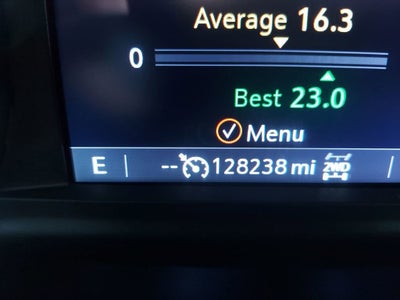 Average 16.3
0
Best 23.0
Menu
E -- 128238 mi 2WD